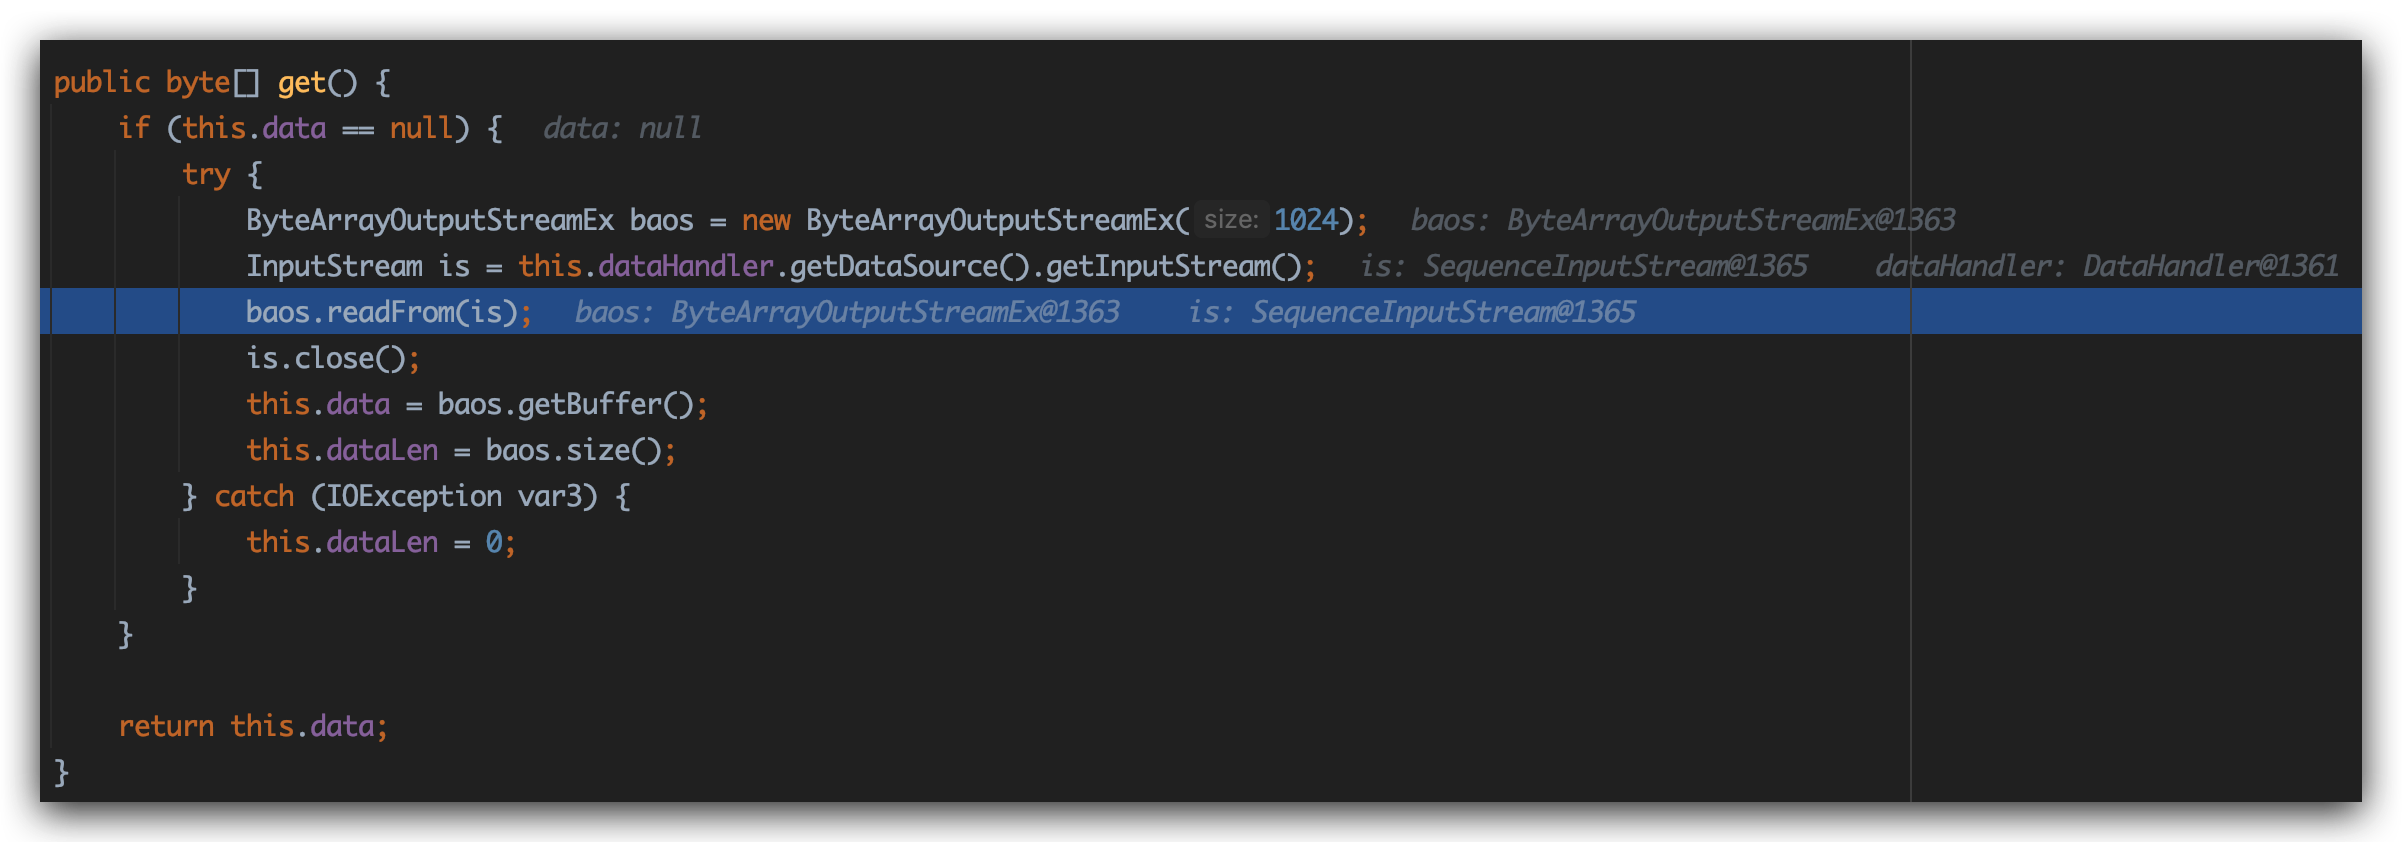 public byte[] get() {
if (this.data == null) { data: null
try {
ByteArrayOutputStreamEx baos = new ByteArrayOutputStreamEx( size: 1024); baos: ByteArrayOutputStreamEx@1363
InputStream is = this.dataHandler.getDataSource().getInputStream(); is: SequenceInputStream@1365 dataHandler: DataHandler@1361
baos.readFrom(is); baos: ByteArrayOutputStreamEx@1363 is: SequenceInputStream@1365
is.close();
this.data = baos.getBuffer();
this.dataLen = baos.size();
} catch (IOException var3) {
this.dataLen = 0;
}
}
return this.data;
}